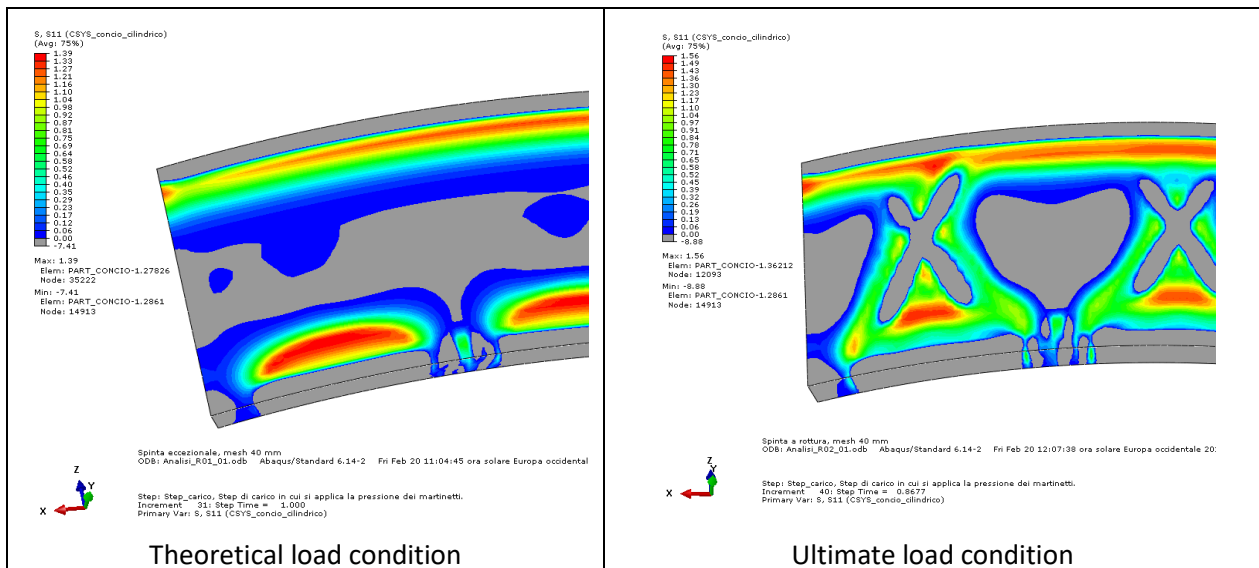 S, S11 (CSYS_concio_cilindrico)
(Avg: 75%)
1.39
1.33
1.27
1.21
1.16
1.10
1.04
0.98
0.92
0.87
0.81
0.75
0.69
0.64
0.58
0.52
0.46
0.40
0.35
0.29
0.23
0.17
0.12
0.06
0.00
-7.41
Max: 1.39
Elem: PART_CONCIO-1.27826
Node: 35222
Min: -7.41
Elem: PART_CONCIO-1.2861
Node: 14913
Z
Y
X
Spinta eccezionale, mesh 40 mm
ODB: Analisi_R01_01.odb Abaqus/Standard 6.14-2 Fri Feb 20 11:04:45 ora solare Europa occidental
Step: Step_carico, Step di carico in cui si applica la pressione dei martinetti.
Increment 31: Step Time = 1.000
Primary Var: S, S11 (CSYS_concio_cilindrico)
Theoretical load condition
S, S11 (CSYS_concio_cilindrico)
(Avg: 75%)
1.56
1.49
1.43
1.36
1.30
1.23
1.17
1.10
1.04
0.97
0.91
0.84
0.78
0.71
0.65
0.58
0.52
0.45
0.39
0.32
0.26
0.19
0.13
0.06
0.00
-8.88
Max: 1.56
Elem: PART_CONCIO-1.36212
Node: 12093
Min: -8.88
Elem: PART_CONCIO-1.2861
Node: 14913
Z
Y
X
Spinta a rottura, mesh 40 mm
ODB: Analisi_R02_01.odb Abaqus/Standard 6.14-2 Fri Feb 20 12:07:38 ora solare Europa occidentale 20
Step: Step_carico, Step di carico in cui si applica la pressione dei martinetti.
Increment 40: Step Time = 0.8677
Primary Var: S, S11 (CSYS_concio_cilindrico)
Ultimate load condition